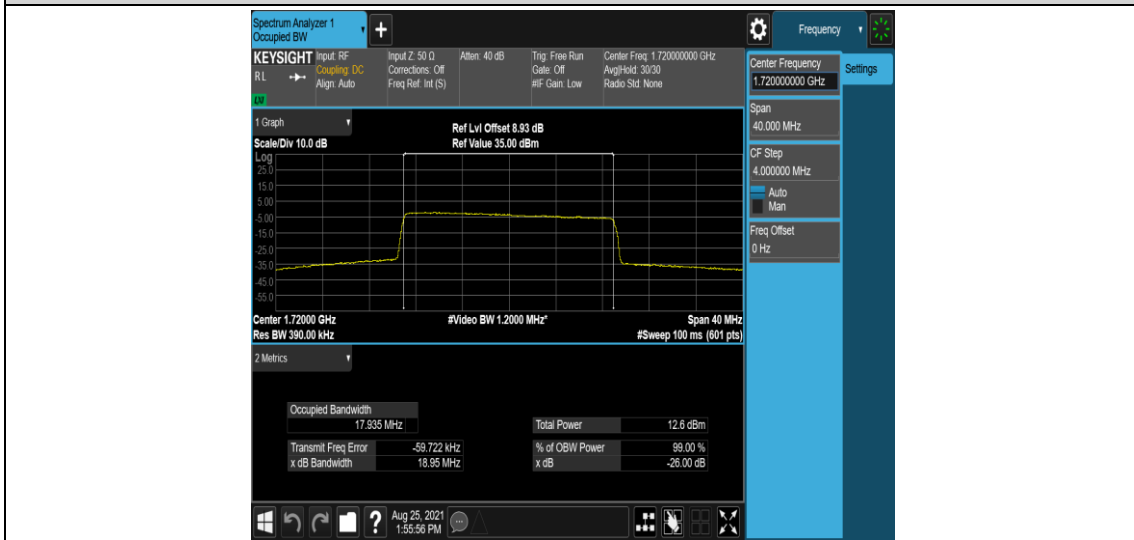 Spectrum Analyzer 1
Occupied BW
+
Frequency
KEYSIGHT
RL
LXI
Input: RF
Coupling: DC
Align: Auto
Input Z: 50 Ω
Corrections: Off
Freq Ref: Int (S)
Atten: 40 dB
Trig: Free Run
Gate: Off
#IF Gain: Low
Center Freq: 1.720000000 GHz
Avg|Hold: 30/30
Radio Std: None
1 Graph
Scale/Div 10.0 dB
Ref Lvl Offset 8.93 dB
Ref Value 35.00 dBm
Log
25.0
15.0
5.00
-5.00
-15.0
-25.0
-35.0
-45.0
-55.0
Center 1.72000 GHz
Res BW 390.00 kHz
#Video BW 1.2000 MHz*
Span 40 MHz
#Sweep 100 ms (601 pts)
2 Metrics
Occupied Bandwidth
17.935 MHz
Transmit Freq Error -59.722 kHz
x dB Bandwidth 18.95 MHz
Total Power 12.6 dBm
% of OBW Power 99.00 %
x dB -26.00 dB
Center Frequency
1.720000000 GHz
Span
40.000 MHz
CF Step
4.000000 MHz
Auto
Man
Freq Offset
0 Hz
Settings
?
Aug 25, 2021
1:55:56 PM